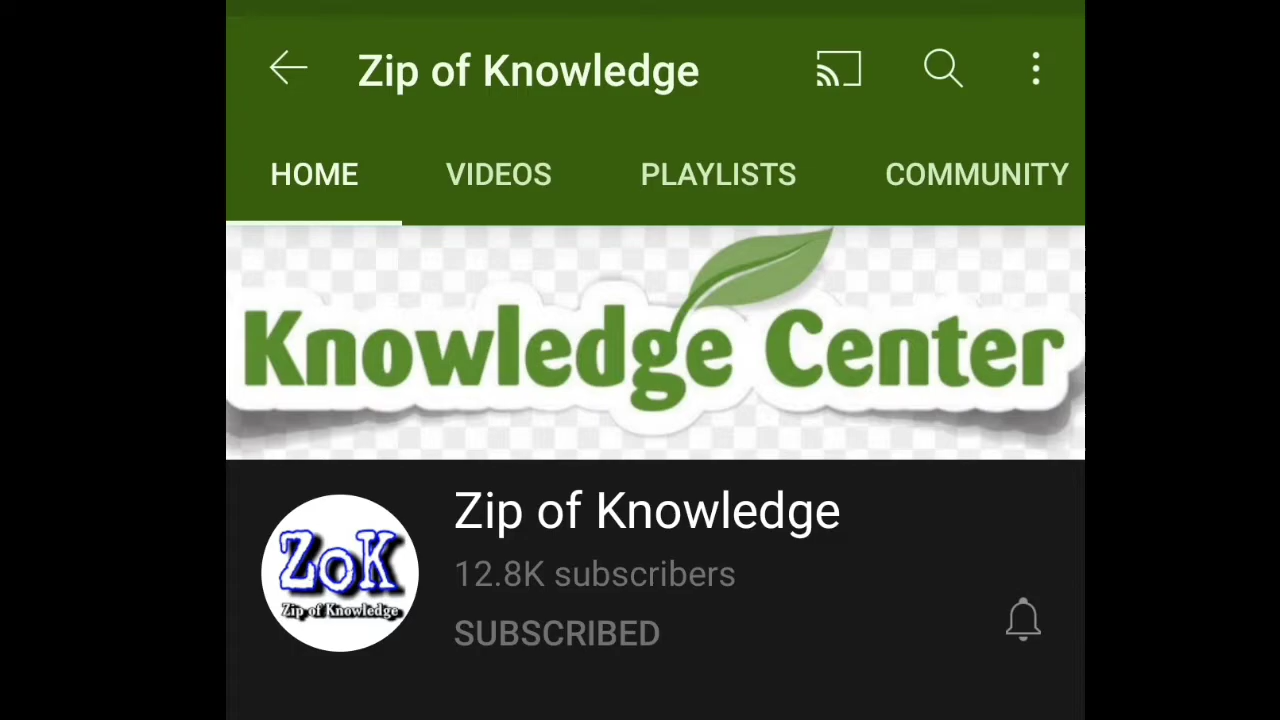 Zip of Knowledge
HOME VIDEOS PLAYLISTS COMMUNITY
Knowledge Center
Zip of Knowledge
12.8K subscribers
SUBSCRIBED
ZoK
Zip of Knowledge